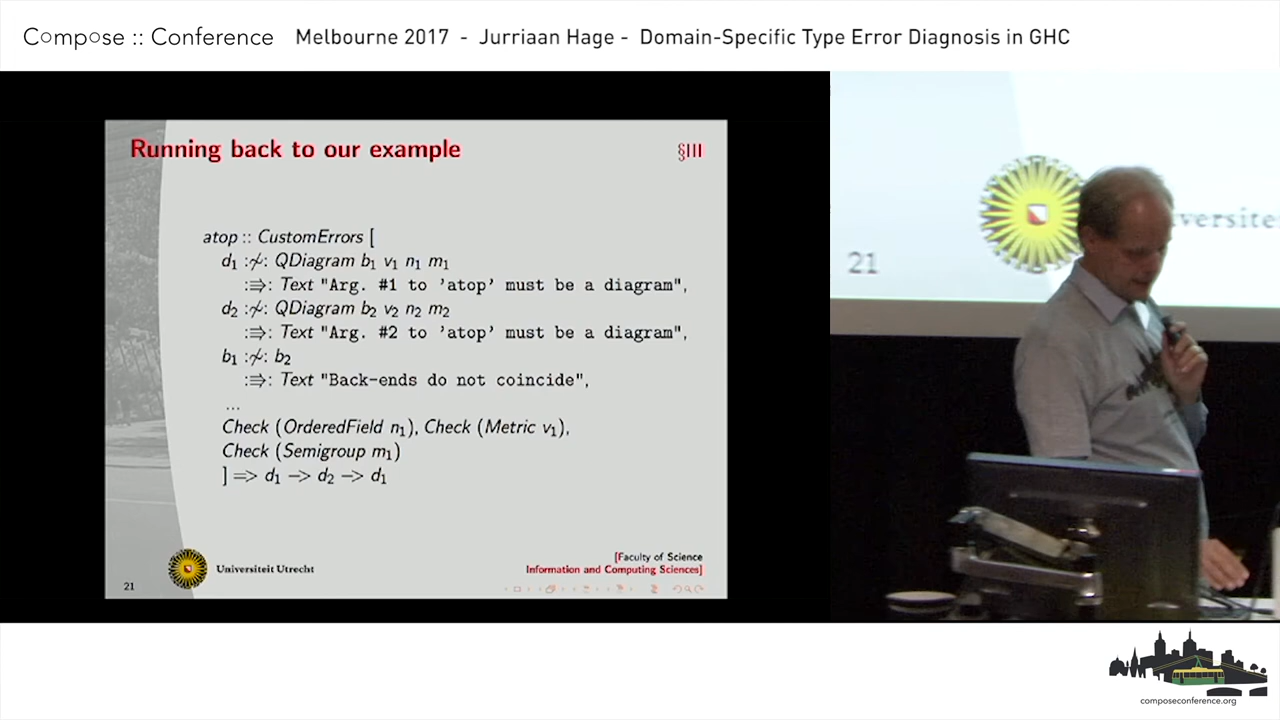 Compose :: Conference Melbourne 2017 - Jurriaan Hage - Domain-Specific Type Error Diagnosis in GHC
Running back to our example §III
atop :: CustomErrors [
d₁ :≁: QDiagram b₁ v₁ n₁ m₁
:⇛: Text "Arg. #1 to 'atop' must be a diagram",
d₂ :≁: QDiagram b₂ v₂ n₂ m₂
:⇛: Text "Arg. #2 to 'atop' must be a diagram",
b₁ :≁: b₂
:⇛: Text "Back-ends do not coincide",
...
Check (OrderedField n₁), Check (Metric v₁),
Check (Semigroup m₁)
] => d₁ -> d₂ -> d₁
Universiteit Utrecht
[Faculty of Science
Information and Computing Sciences]
21
versite
21
composeconference.org